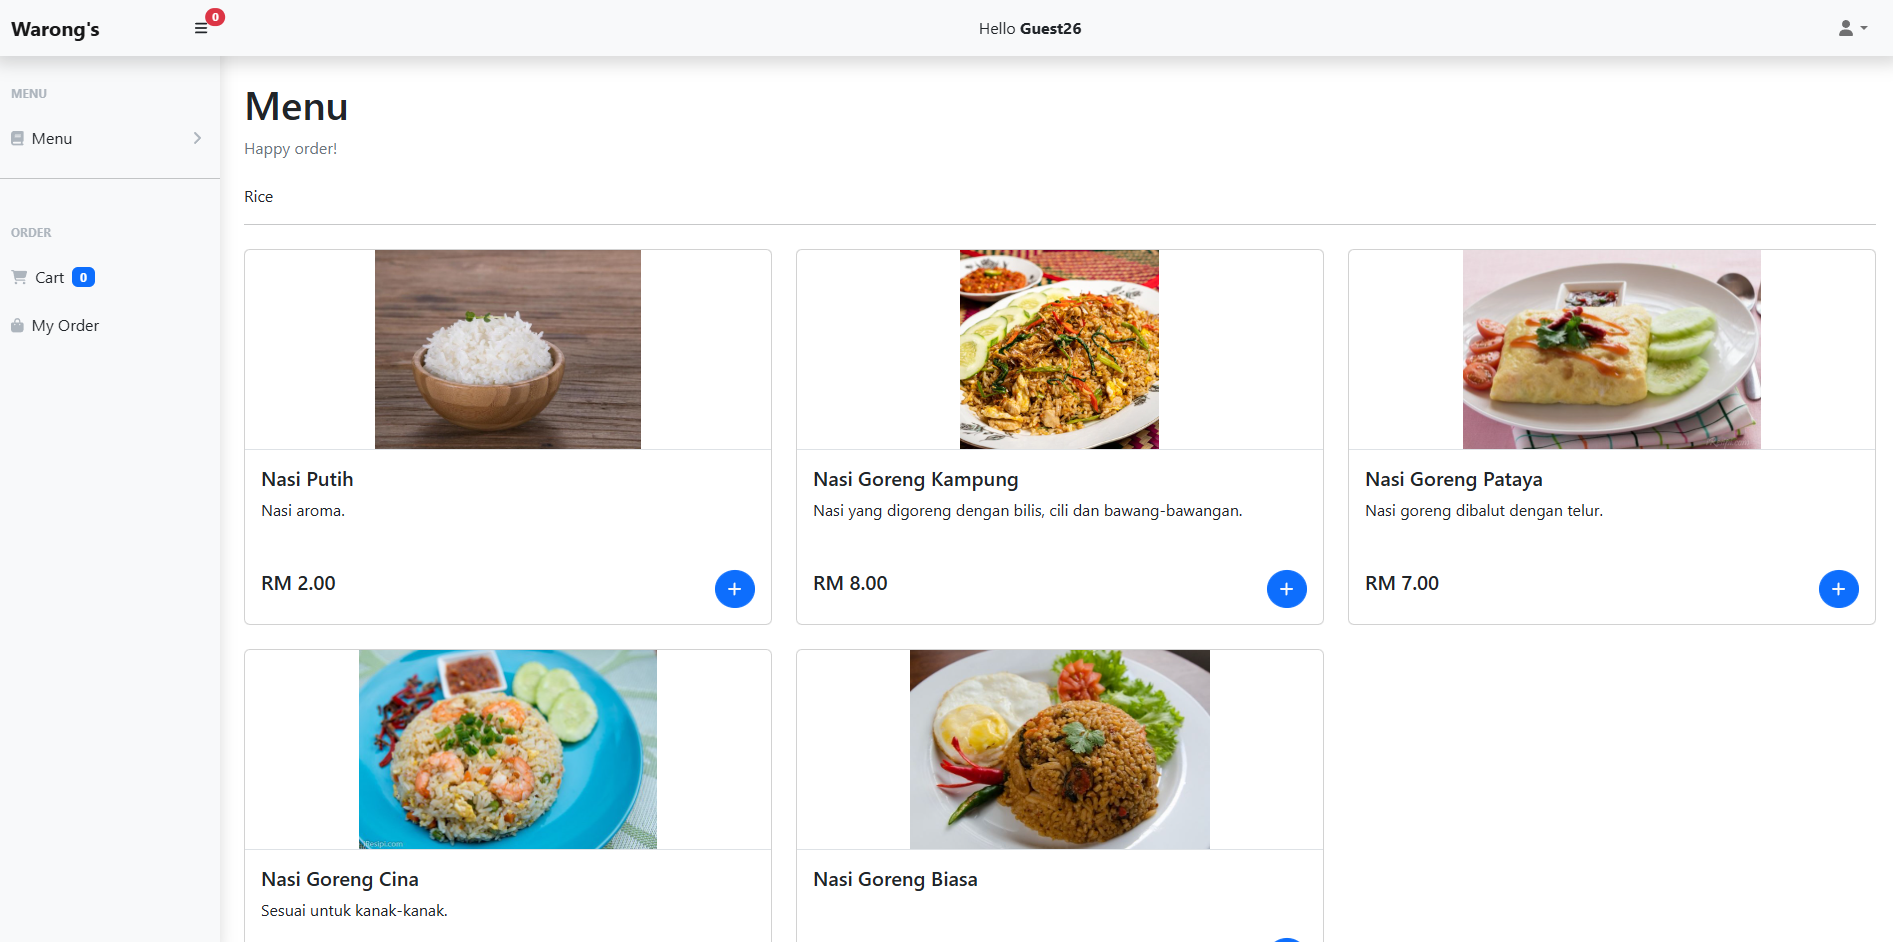 Warong's
0
Hello Guest26
MENU
Menu
ORDER
Cart 0
My Order
Menu
Happy order!
Rice
Nasi Putih
Nasi aroma.
RM 2.00
Nasi Goreng Kampung
Nasi yang digoreng dengan bilis, cili dan bawang-bawangan.
RM 8.00
Nasi Goreng Pataya
Nasi goreng dibalut dengan telur.
RM 7.00
Nasi Goreng Cina
Sesuai untuk kanak-kanak.
Nasi Goreng Biasa